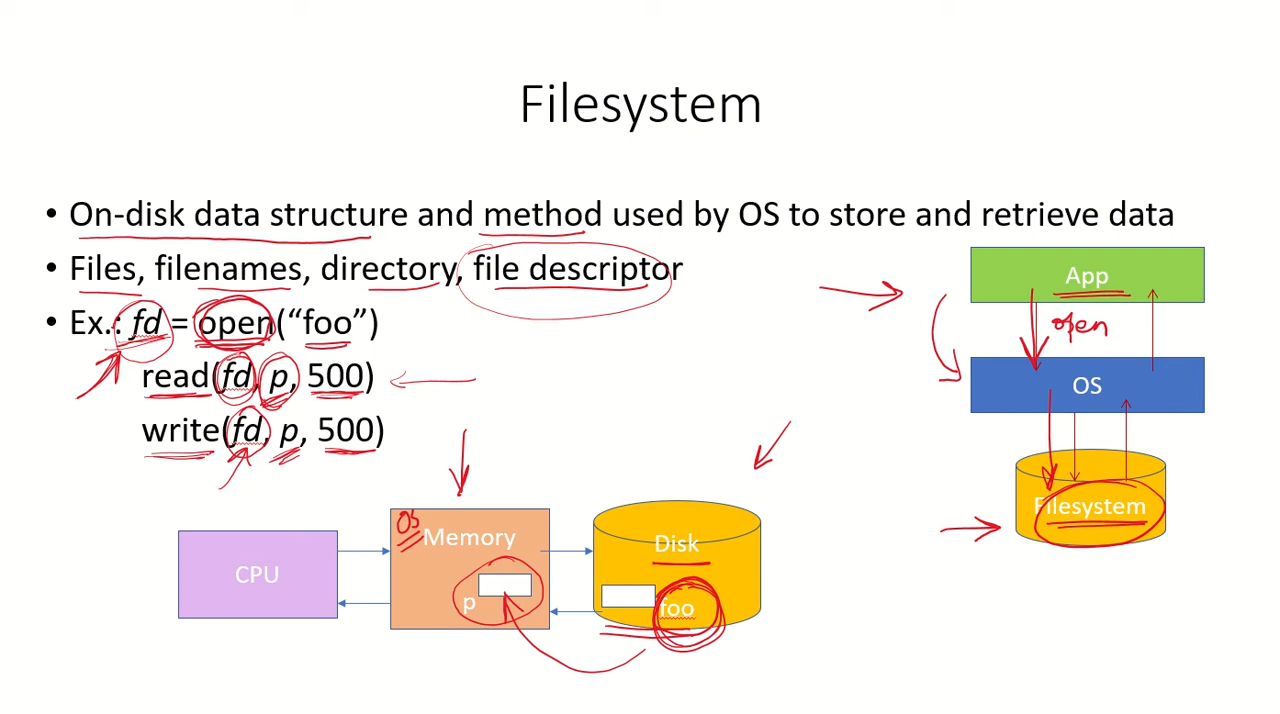 Filesystem
• On-disk data structure and method used by OS to store and retrieve data
• Files, filenames, directory, file descriptor
• Ex.: fd = open(“foo”)
read(fd, p, 500)
write(fd, p, 500)
App
open
OS
Filesystem
CPU
OS
Memory
p
Disk
foo